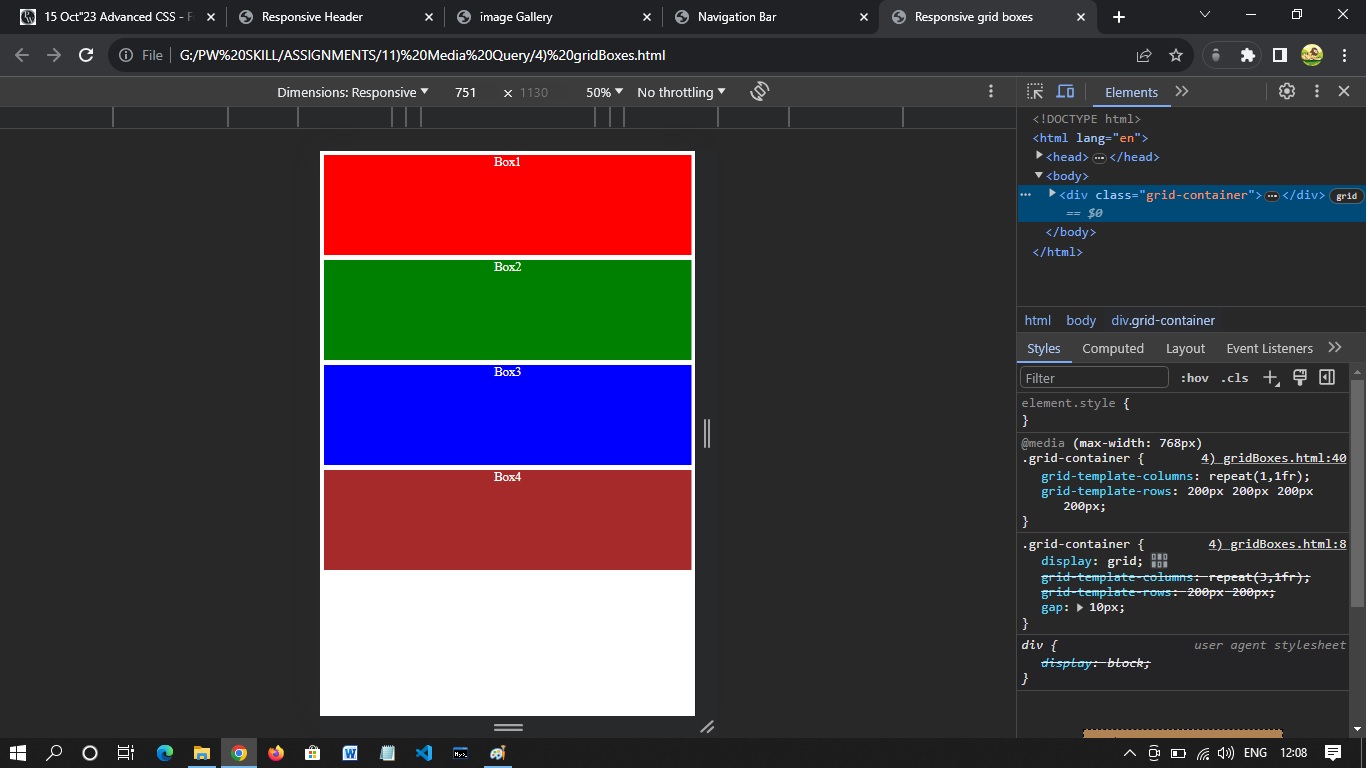 15 Oct"23 Advanced CSS - F
Responsive Header
image Gallery
Navigation Bar
Responsive grid boxes
File
G:/PW%20SKILL/ASSIGNMENTS/11)%20Media%20Query/4)%20gridBoxes.html
Dimensions: Responsive 751 × 1130 50% No throttling
Elements
<!DOCTYPE html>
<html lang="en">
<head> … </head>
<body>
<div class="grid-container"> … </div> grid
== $0
</body>
</html>
Box1
Box2
Box3
Box4
html body div.grid-container
Styles Computed Layout Event Listeners
Filter :hov .cls
element.style {
}
@media (max-width: 768px)
.grid-container { 4) gridBoxes.html:40
grid-template-columns: repeat(1,1fr);
grid-template-rows: 200px 200px 200px
200px;
}
.grid-container { 4) gridBoxes.html:8
display: grid;
grid-template-columns: repeat(3,1fr);
grid-template-rows: 200px 200px;
gap: 10px;
}
div { user agent stylesheet
display: block;
}
ENG 12:08